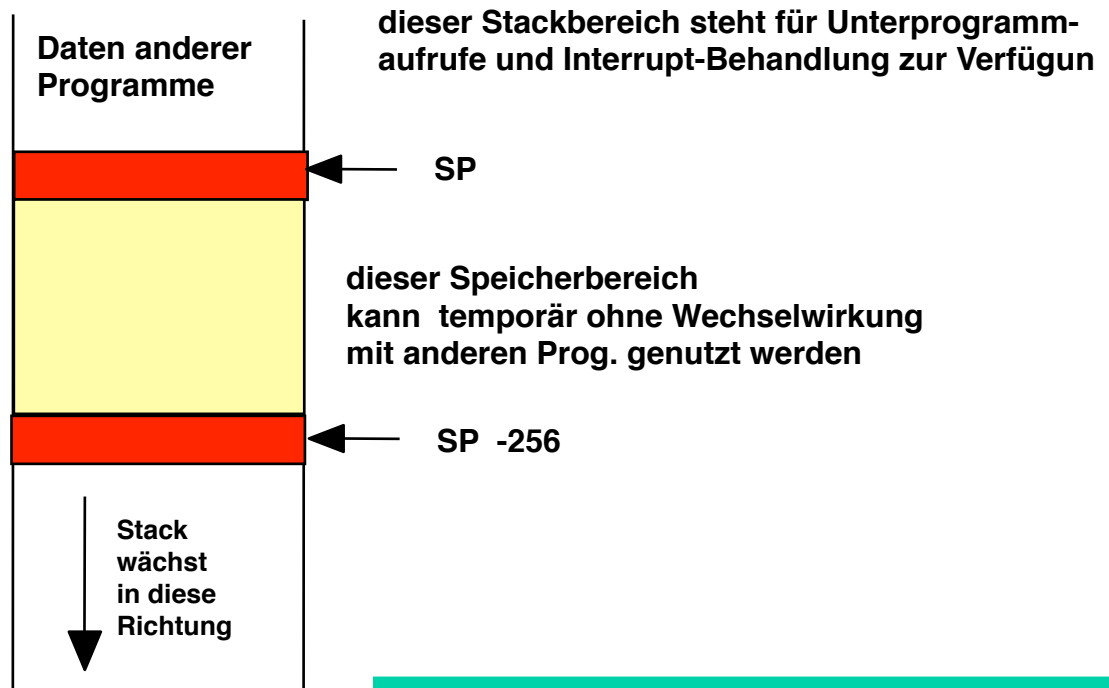 dieser Stackbereich steht für Unterprogramm-
aufrufe und Interrupt-Behandlung zur Verfügun
Daten anderer
Programme
SP
dieser Speicherbereich
kann temporär ohne Wechselwirkung
mit anderen Prog. genutzt werden
SP -256
Stack
wächst
in diese
Richtung